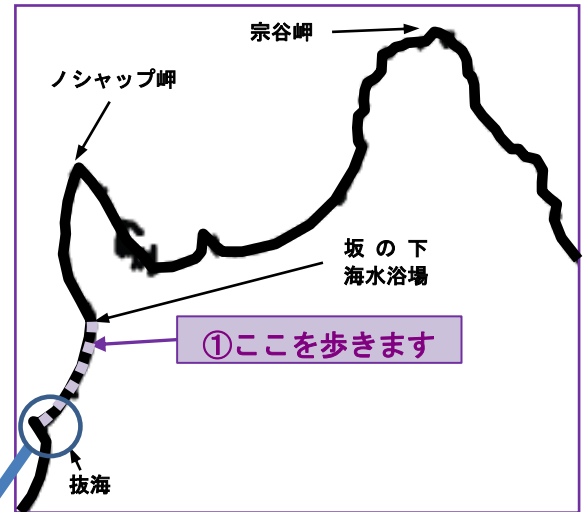 宗谷岬
ノシャップ岬
坂の下
海水浴場
①ここを歩きます
抜海